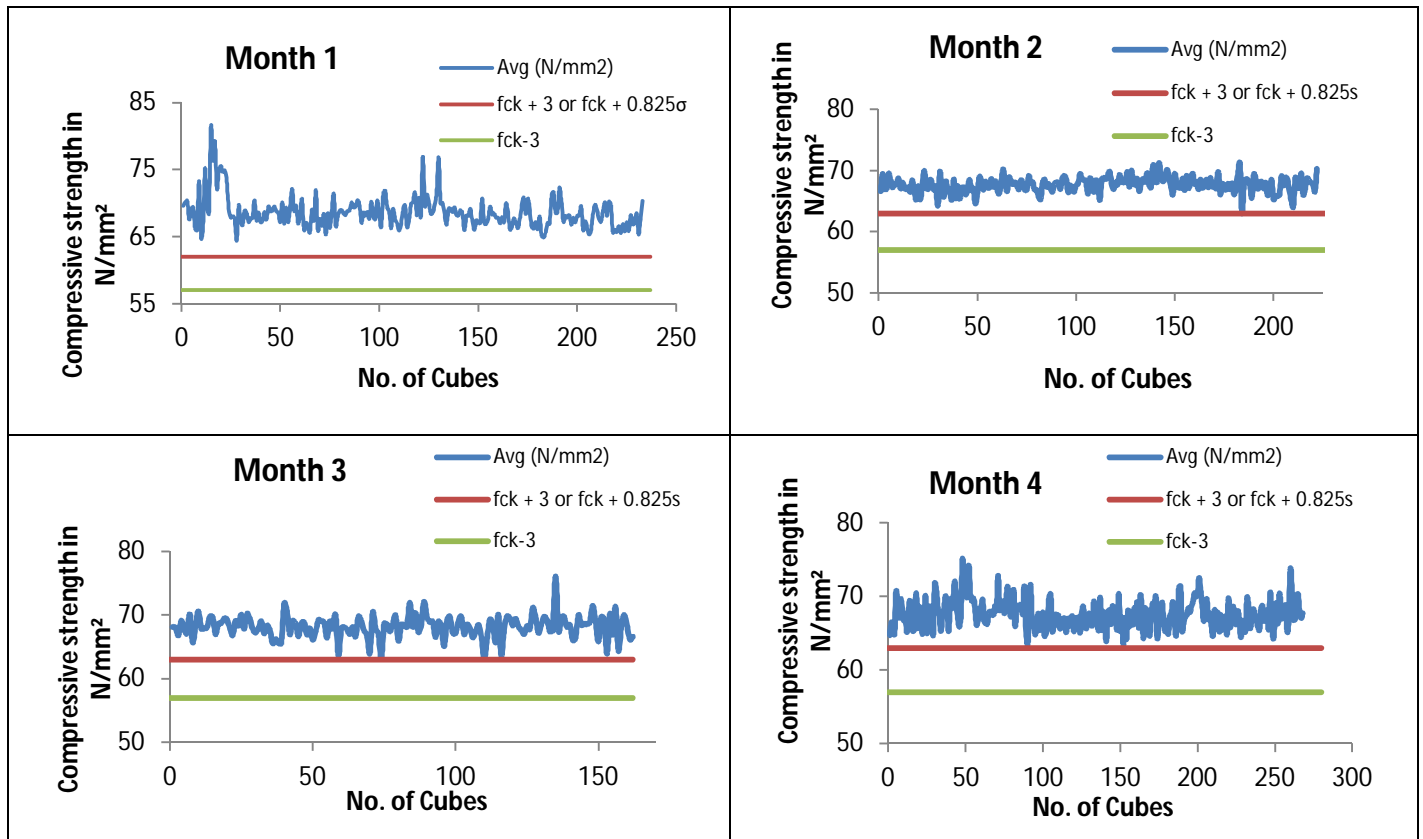 Month 1
Avg (N/mm2)
fck + 3 or fck + 0.825σ
fck-3
Compressive strength in
N/mm²
85
75
65
55
0 50 100 150 200 250
No. of Cubes
Month 2
Avg (N/mm2)
fck + 3 or fck + 0.825s
fck-3
Compressive strength in
N/mm²
80
70
60
50
0 50 100 150 200
No. of Cubes
Month 3
Avg (N/mm2)
fck + 3 or fck + 0.825s
fck-3
Compressive strength in
N/mm²
80
70
60
50
0 50 100 150
No. of Cubes
Month 4
Avg (N/mm2)
fck + 3 or fck + 0.825s
fck-3
Compressive strength in
N/mm²
80
70
60
50
0 50 100 150 200 250 300
No. of Cubes